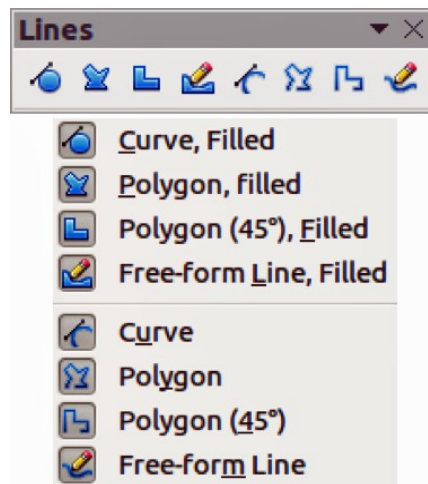 Lines
Curve, Filled
Polygon, filled
Polygon (45°), Filled
Free-form Line, Filled
Curve
Polygon
Polygon (45°)
Free-form Line